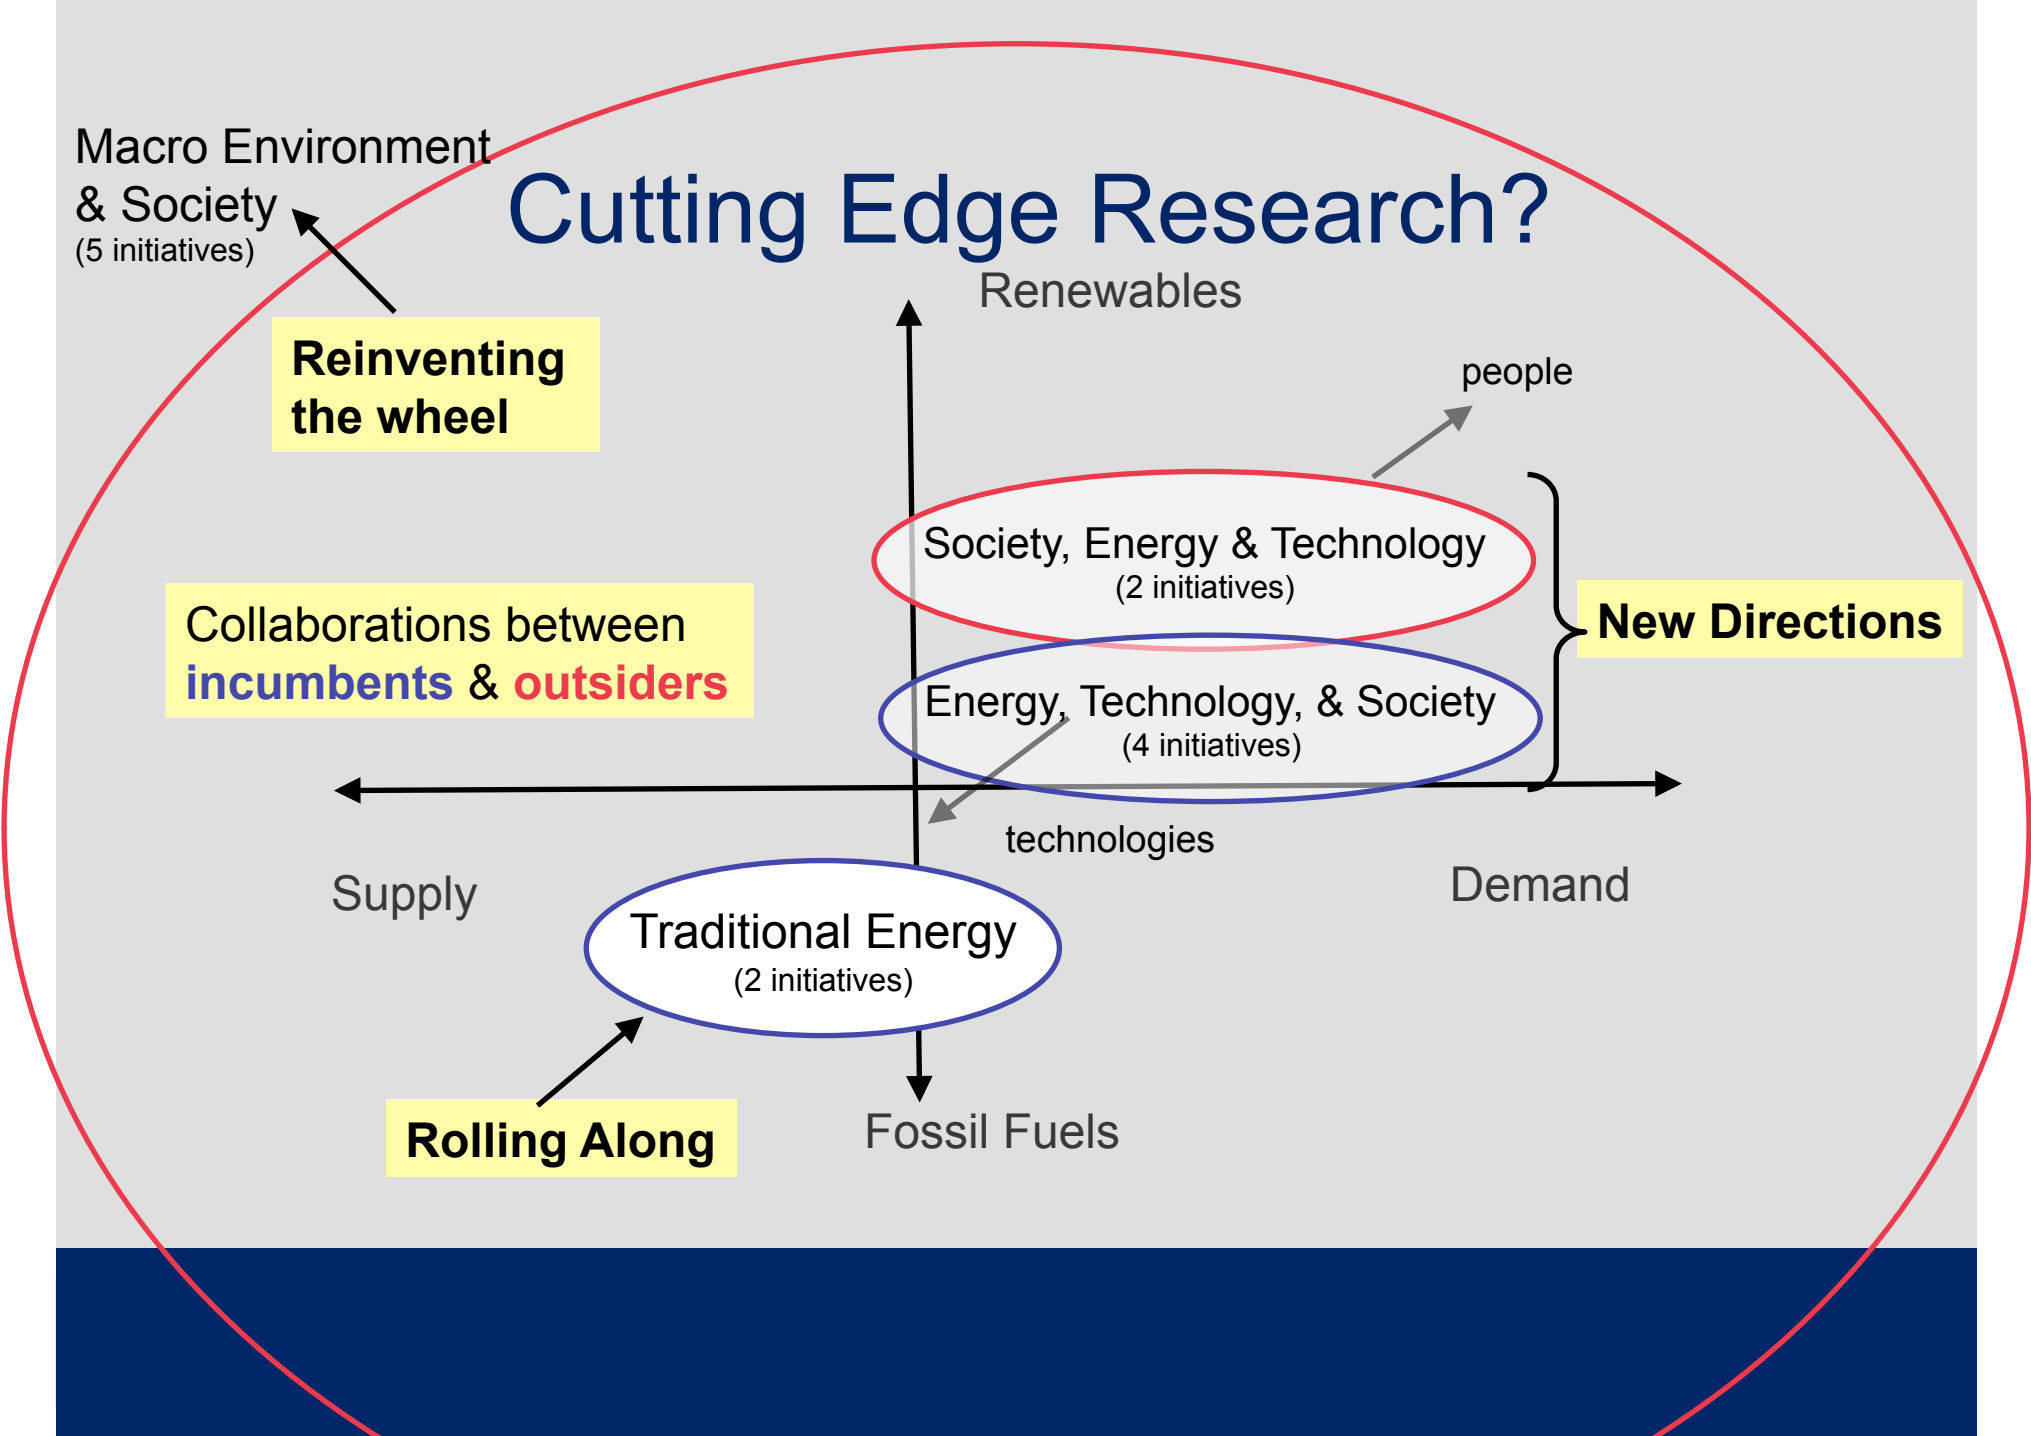 Macro Environment
& Society
(5 initiatives)
Cutting Edge Research?
Renewables
Reinventing
the wheel
people
Society, Energy & Technology
(2 initiatives)
Collaborations between
incumbents & outsiders
New Directions
Energy, Technology, & Society
(4 initiatives)
technologies
Supply
Demand
Traditional Energy
(2 initiatives)
Rolling Along
Fossil Fuels